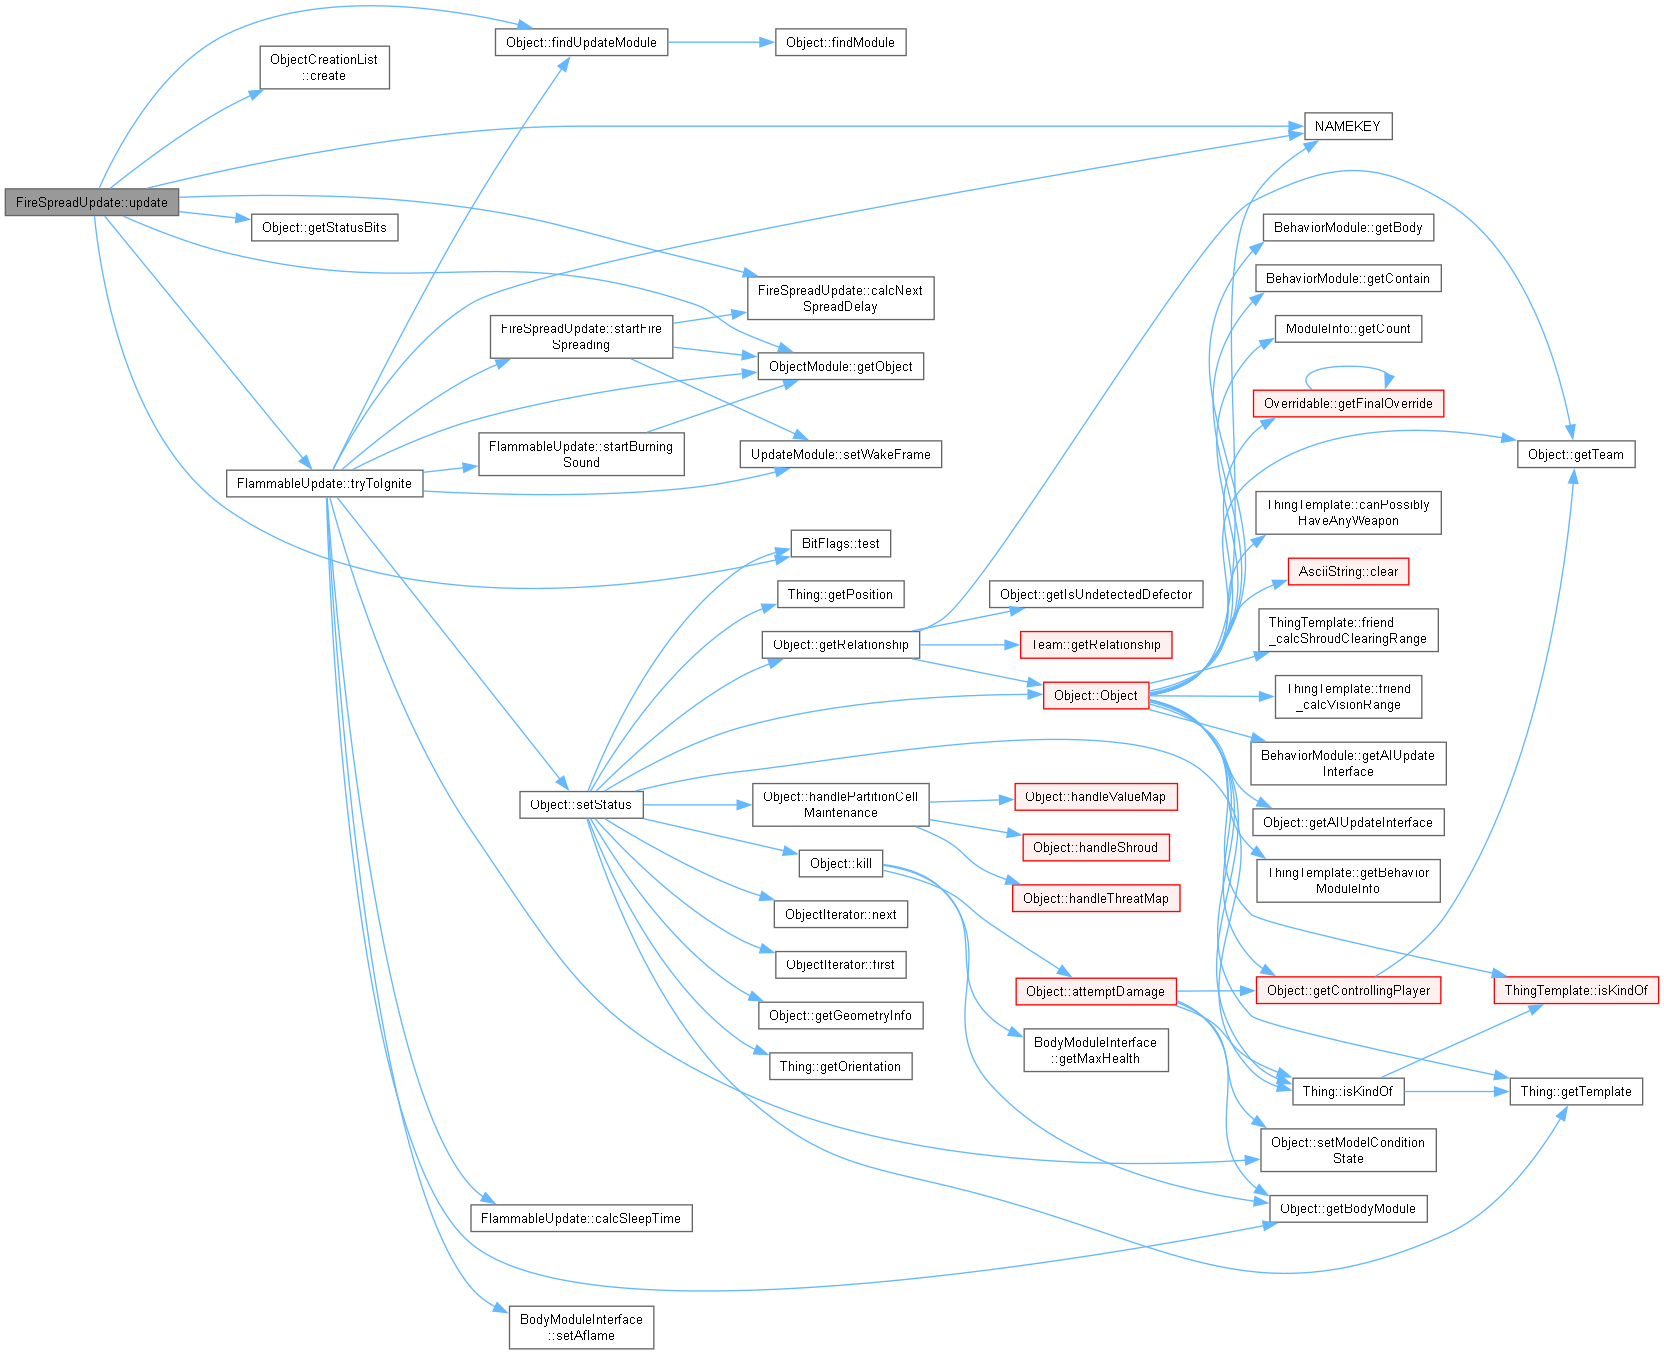 Object::findUpdateModule
Object::findModule
ObjectCreationList
::create
NAMEKEY
FireSpreadUpdate::update
Object::getStatusBits
BehaviorModule::getBody
BehaviorModule::getContain
FireSpreadUpdate::calcNext
SpreadDelay
FireSpreadUpdate::startFire
Spreading
ModuleInfo::getCount
ObjectModule::getObject
Overridable::getFinalOverride
FlammableUpdate::startBurning
Sound
UpdateModule::setWakeFrame
Object::getTeam
FlammableUpdate::tryToIgnite
ThingTemplate::canPossibly
HaveAnyWeapon
BitFlags::test
AsciiString::clear
Thing::getPosition
Object::getIsUndetectedDefector
ThingTemplate::friend
_calcShroudClearingRange
Object::getRelationship
Team::getRelationship
Object::Object
ThingTemplate::friend
_calcVisionRange
BehaviorModule::getAIUpdate
Interface
Object::setStatus
Object::handlePartitionCell
Maintenance
Object::handleValueMap
Object::getAIUpdateInterface
Object::handleShroud
Object::kill
ThingTemplate::getBehavior
ModuleInfo
Object::handleThreatMap
ObjectIterator::next
ObjectIterator::first
Object::attemptDamage
Object::getControllingPlayer
ThingTemplate::isKindOf
Object::getGeometryInfo
BodyModuleInterface
::getMaxHealth
Thing::getOrientation
Thing::isKindOf
Thing::getTemplate
Object::setModelCondition
State
Object::getBodyModule
FlammableUpdate::calcSleepTime
BodyModuleInterface
::setAflame